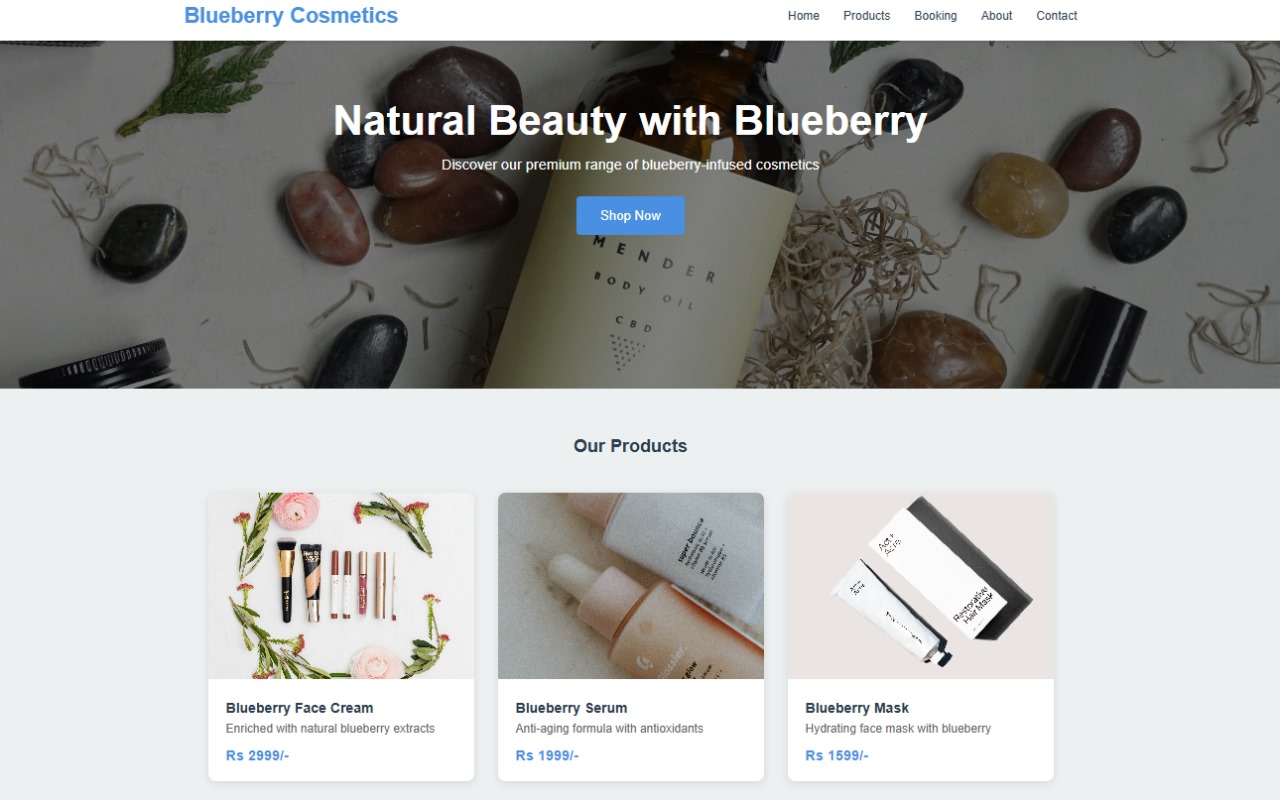 Blueberry Cosmetics
Home Products Booking About Contact
Natural Beauty with Blueberry
Discover our premium range of blueberry-infused cosmetics
Shop Now
MENDER
BODY OIL
CBD
Our Products
super bounce
glossier.
Restorative
Hair Mask
Blueberry Face Cream
Enriched with natural blueberry extracts
Rs 2999/-
Blueberry Serum
Anti-aging formula with antioxidants
Rs 1999/-
Blueberry Mask
Hydrating face mask with blueberry
Rs 1599/-